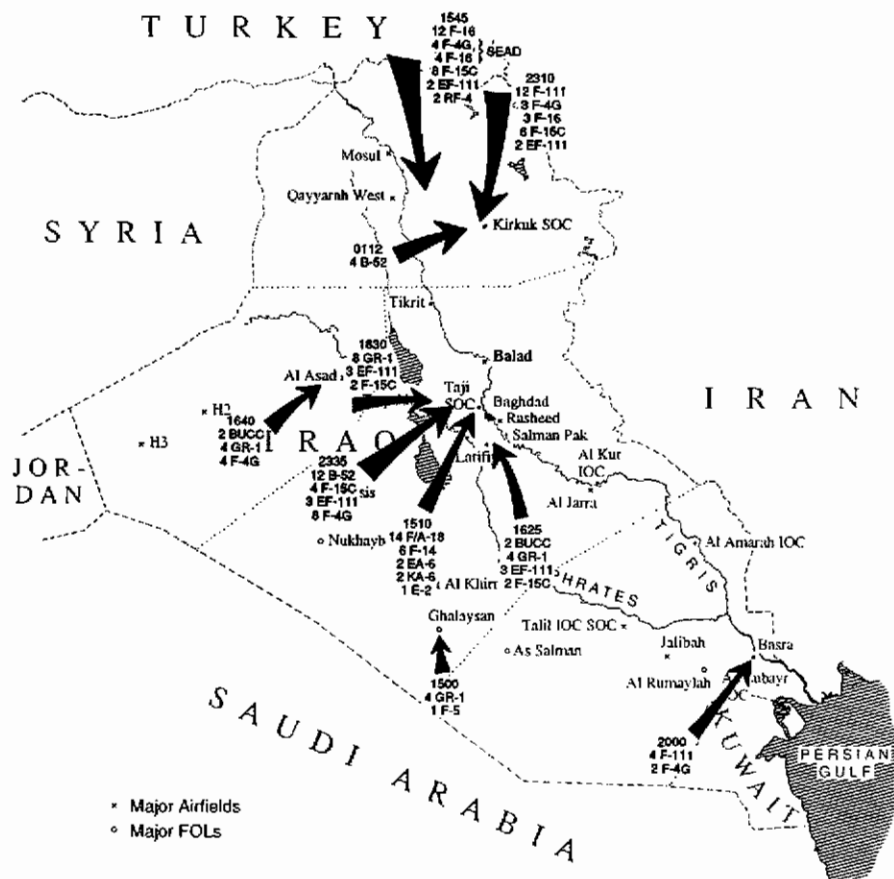 TURKEY
1545
12 F-16
4 F-4G,
4 F-16
8 F-15C
2 EF-111
2 RF-4
SEAD
2310
12 F-111
3 F-4G
3 F-16
6 F-15C
2 EF-111
Mosul
Qayyarah West
SYRIA
Kirkuk SOC
0112
4 B-52
Tikrit
1830
8 GR-1
3 EF-111
2 F-15C
Balad
Al Asad
Taji
SOC
Baghdad
Rasheed
Salman Pak
IRAN
H2
H3
1640
2 BUCC
4 GR-1
4 F-4G
IRAQ
JOR-
DAN
2335
12 B-52
4 F-15C
3 EF-111
8 F-4G
Al Kut
IOC
Al Jarra
Nukhayb
1510
14 F/A-18
6 F-14
2 EA-6
2 KA-6
1 E-2
1625
2 BUCC
4 GR-1
3 EF-111
2 F-15C
TIGRIS
Al Amarah IOC
Al Khirr
HRATES
Ghalaysan
Talil IOC SOC
As Salman
Jalibah
Basra
Al Rumaylah
1500
4 GR-1
1 F-5
2000
4 F-111
2 F-4G
KUWAIT
PERSIAN
GULF
SAUDI ARABIA
× Major Airfields
○ Major FOLs